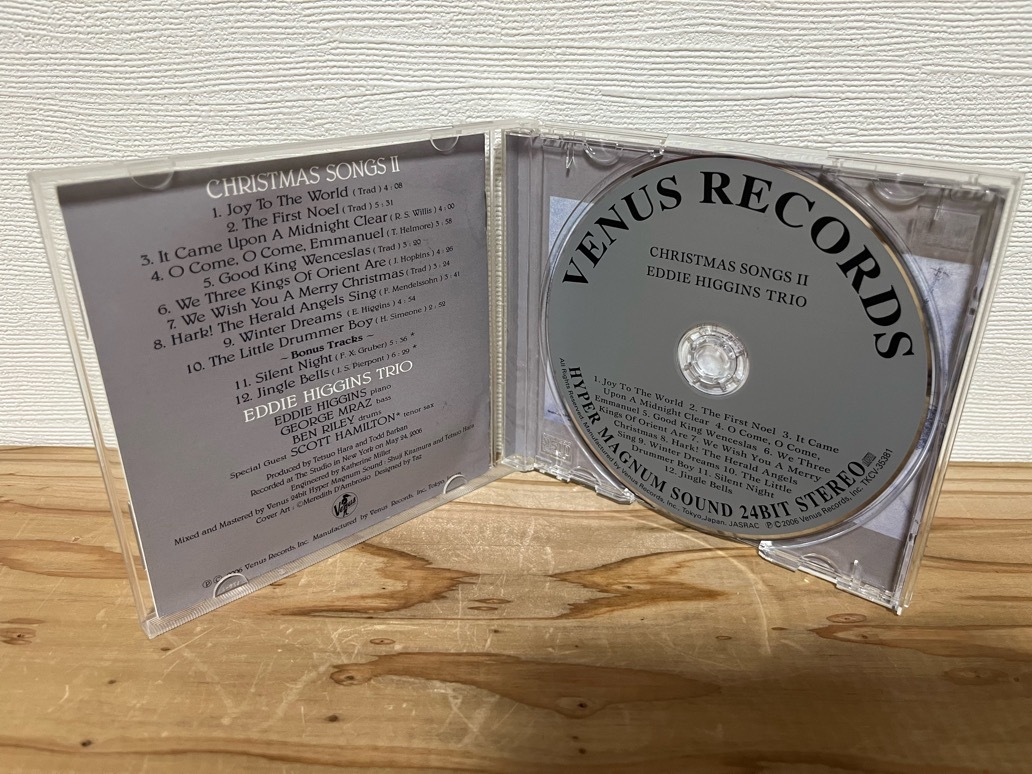 CHRISTMAS SONGS II
1. Joy To The World (Trad) 4:08
2. The First Noel (Trad) 5:31
3. It Came Upon A Midnight Clear (R. S. Willis) 4:00
4. O Come, O Come, Emmanuel (T. Helmore) 3:58
5. Good King Wenceslas (Trad) 3:20
6. We Three Kings Of Orient Are (J. Hopkins) 4:26
7. We Wish You A Merry Christmas (Trad) 3:24
8. Hark! The Herald Angels Sing (F. Mendelssohn) 5:41
9. Winter Dreams (E. Higgins) 4:54
10. The Little Drummer Boy (H. Simeone) 2:52
~ Bonus Tracks ~
11. Silent Night (F. X. Gruber) 5:36 *
12. Jingle Bells (J. S. Pierpont) 6:29 *
EDDIE HIGGINS TRIO
EDDIE HIGGINS piano
GEORGE MRAZ bass
BEN RILEY drums
Special Guest SCOTT HAMILTON* tenor sax
Produced by Tetsuo Hara and Todd Barkan
Recorded at The Studio in New York on May 24, 2006
Engineered by Katherine Miller
Mixed and Mastered by Venus 24bit Hyper Magnum Sound : Shuji Kitamura and Tetsuo Hara
Cover Art : ©Meredith D'Ambrosio Designed by Taz
Venus
℗ © 2006 Venus Records, Inc. Manufactured by Venus Records, Inc. Tokyo
VENUS RECORDS
CHRISTMAS SONGS II
EDDIE HIGGINS TRIO
1. Joy To The World 2. The First Noel 3. It Came
Upon A Midnight Clear 4. O Come, O Come,
Emmanuel 5. Good King Wenceslas 6. We Three
Kings Of Orient Are 7. We Wish You A Merry
Christmas 8. Hark! The Herald Angels
Sing 9. Winter Dreams 10. The Little
Drummer Boy 11. Silent Night
12. Jingle Bells
HYPER MAGNUM SOUND 24BIT STEREO
TKCV-35381
All Rights Reserved. Manufactured by Venus Records, Inc., Tokyo, Japan. JASRAC ℗ © 2006 Venus Records, Inc.